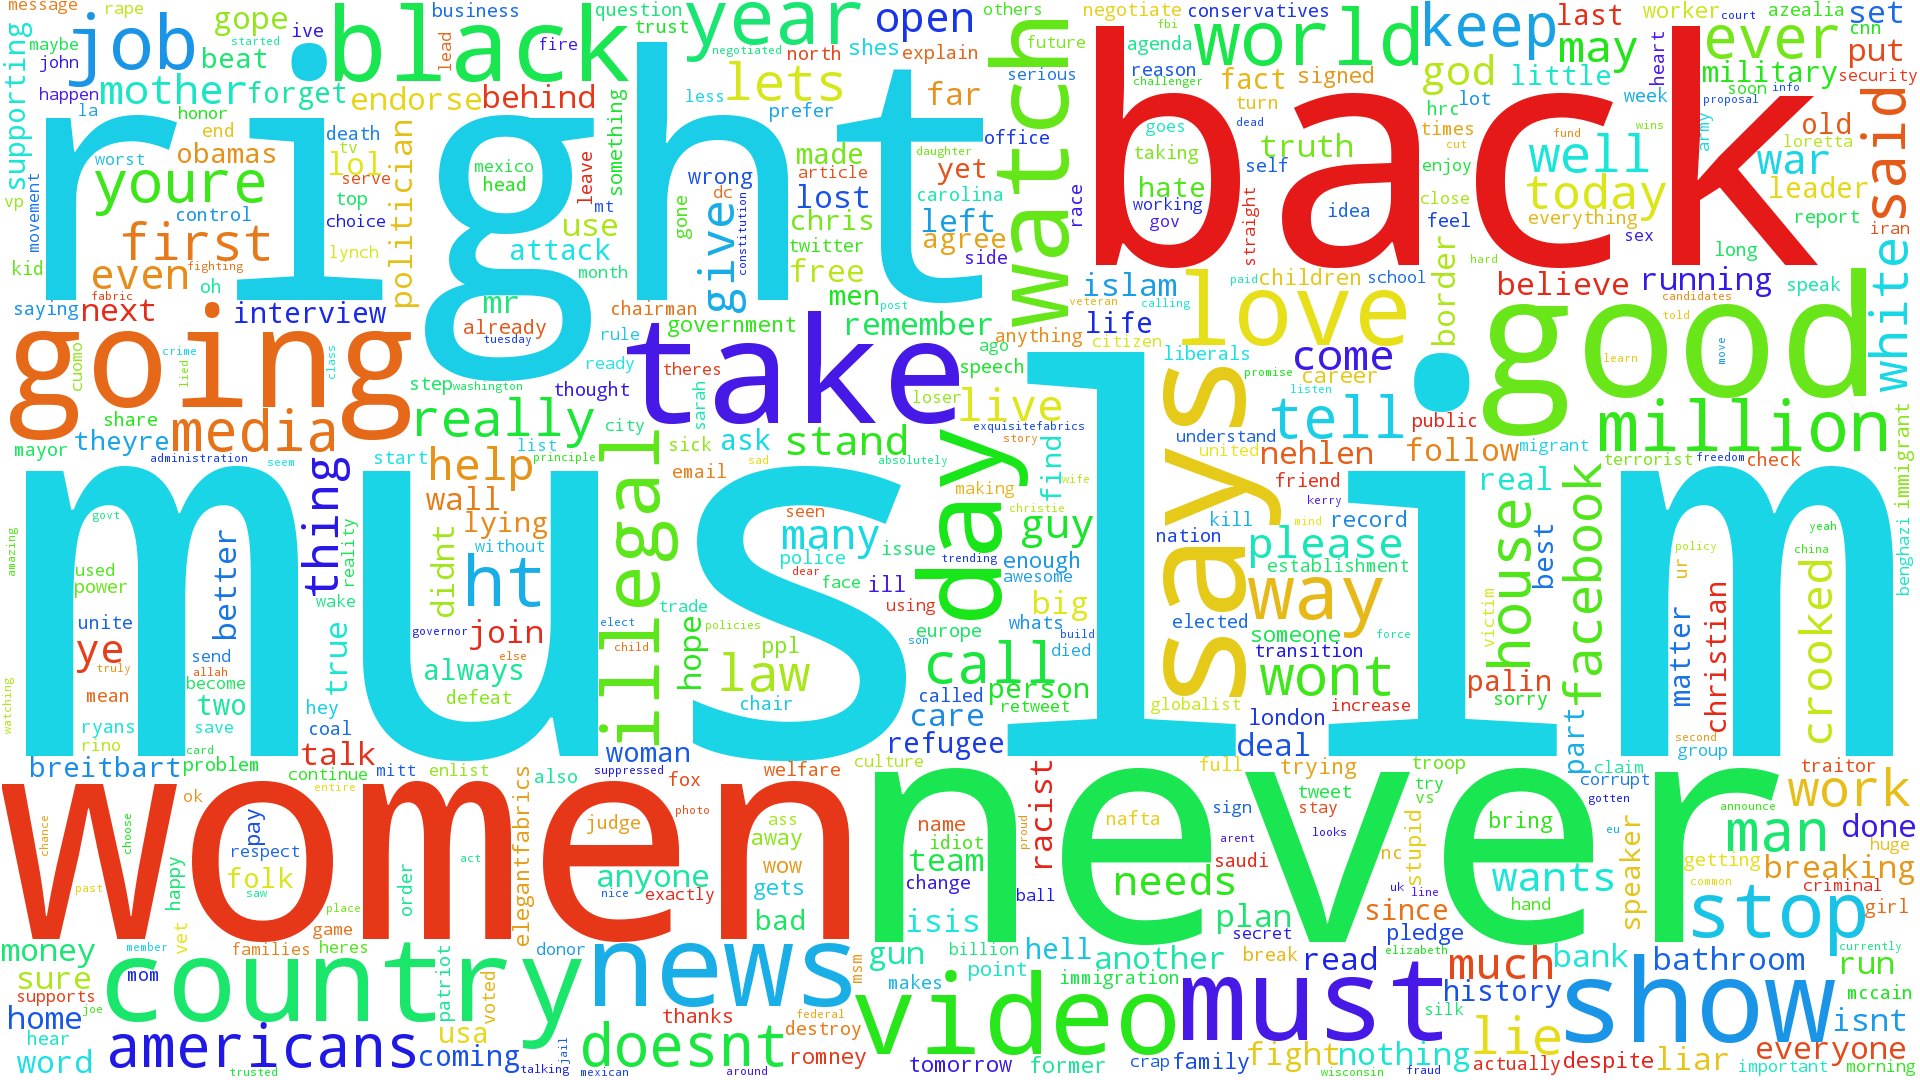 message rape business question others negotiate conservatives last worker court azealia set
supporting maybe started ive job gope black year open watch world keep may ever cnn put
john beat lead fire trust negotiated north shes explain future agenda fact signed god little military security
happen mother forget endorse behind less lets prefer far serious reason challenger turn hrc lot week heart soon proposal info
la honor end death politician something office back goes taking truth times cut fund wins army old said
right obamas tv lol serve made article daughter yet dead self hate enjoy well war loretta
worst youre top mexico head leave wrong dc lost carolina working gov idea close today leader
vp movement control choice mt gone give constitution chris left race straight feel everything report iran
first lynch attack use twitter agree side sex long white
kid even fighting oh month free men post islam children school border hard believe running speak
saying fabric next interview mr chairman government remember veteran calling paid love candidates told
going already tuesday rule take anything life citizen come good
cuomo crime lied class ready theres ago speech liberals promise career learn move
step washington thought sarah loser live says listen tell public million
share media really city exquisitefabrics understand
mayor theyre administration seem start help list principle illegal sick ask stand absolutely story day find united nehlen follow migrant terrorist freedom check immigrant
muslim thing wall email sad making wife friend real
amazing govt lying didnt many seen christie guy kerry kill mind record house facebook
better reality without ht police issue trending enough nation please best yeah benghazi
used power wake dear face ill awesome establishment way ur policy china
unite governor join elect trade using big whats elected force victim christian crooked
ye true send else child policies europe build someone
truly allah always hope ppl son call died transition matter
watching mean become defeat law person wont palin
two hey chair called retweet globalist increase sorry
ryans save coal care london part second group
rino card talk woman refugee deal
breitbart problem continue mitt enlist also suppressed fox welfare culture full trying troop claim corrupt traitor
women entire elegantfabrics photo never racist tweet try gotten work
ok sign stay vs announce
chance choose pay judge ass away name idiot proud nafta arent looks bring eu man done
respect act wow team nc stupid speaker huge
folk saw happy order anyone nice exactly gets change saudi uk line needs wants getting breaking
past place bad isis ball plan since hand common criminal
vet game secret pledge stop girl
money member families heres donor news msm gun billion hell another break elizabeth read much bank bathroom currently
sure mom country patriot voted makes point immigration video must history show run
supports joe silk mccain
home thanks federal isnt
hear usa doesnt destroy lie everyone
word americans coming jail romney tomorrow former crap family fight nothing actually despite liar important
trusted talking mexican around wisconsin fraud morning